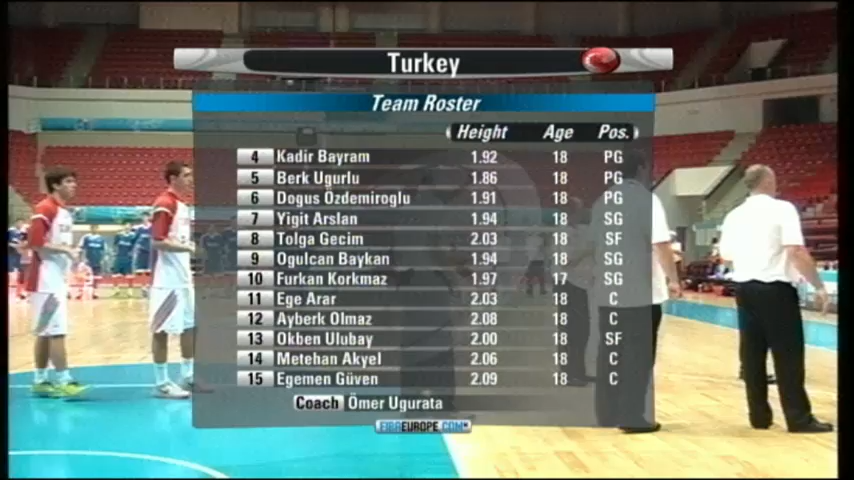 Turkey
Team Roster
Height Age Pos.
4 Kadir Bayram 1.92 18 PG
5 Berk Ugurlu 1.86 18 PG
6 Dogus Özdemiroglu 1.91 18 PG
7 Yigit Arslan 1.94 18 SG
8 Tolga Gecim 2.03 18 SF
9 Ogulcan Baykan 1.94 18 SG
10 Furkan Korkmaz 1.97 17 SG
11 Ege Arar 2.03 18 C
12 Ayberk Olmaz 2.08 18 C
13 Okben Ulubay 2.00 18 SF
14 Metehan Akyel 2.06 18 C
15 Egemen Güven 2.09 18 C
Coach Ömer Ugurata
FIBAEUROPE.COM